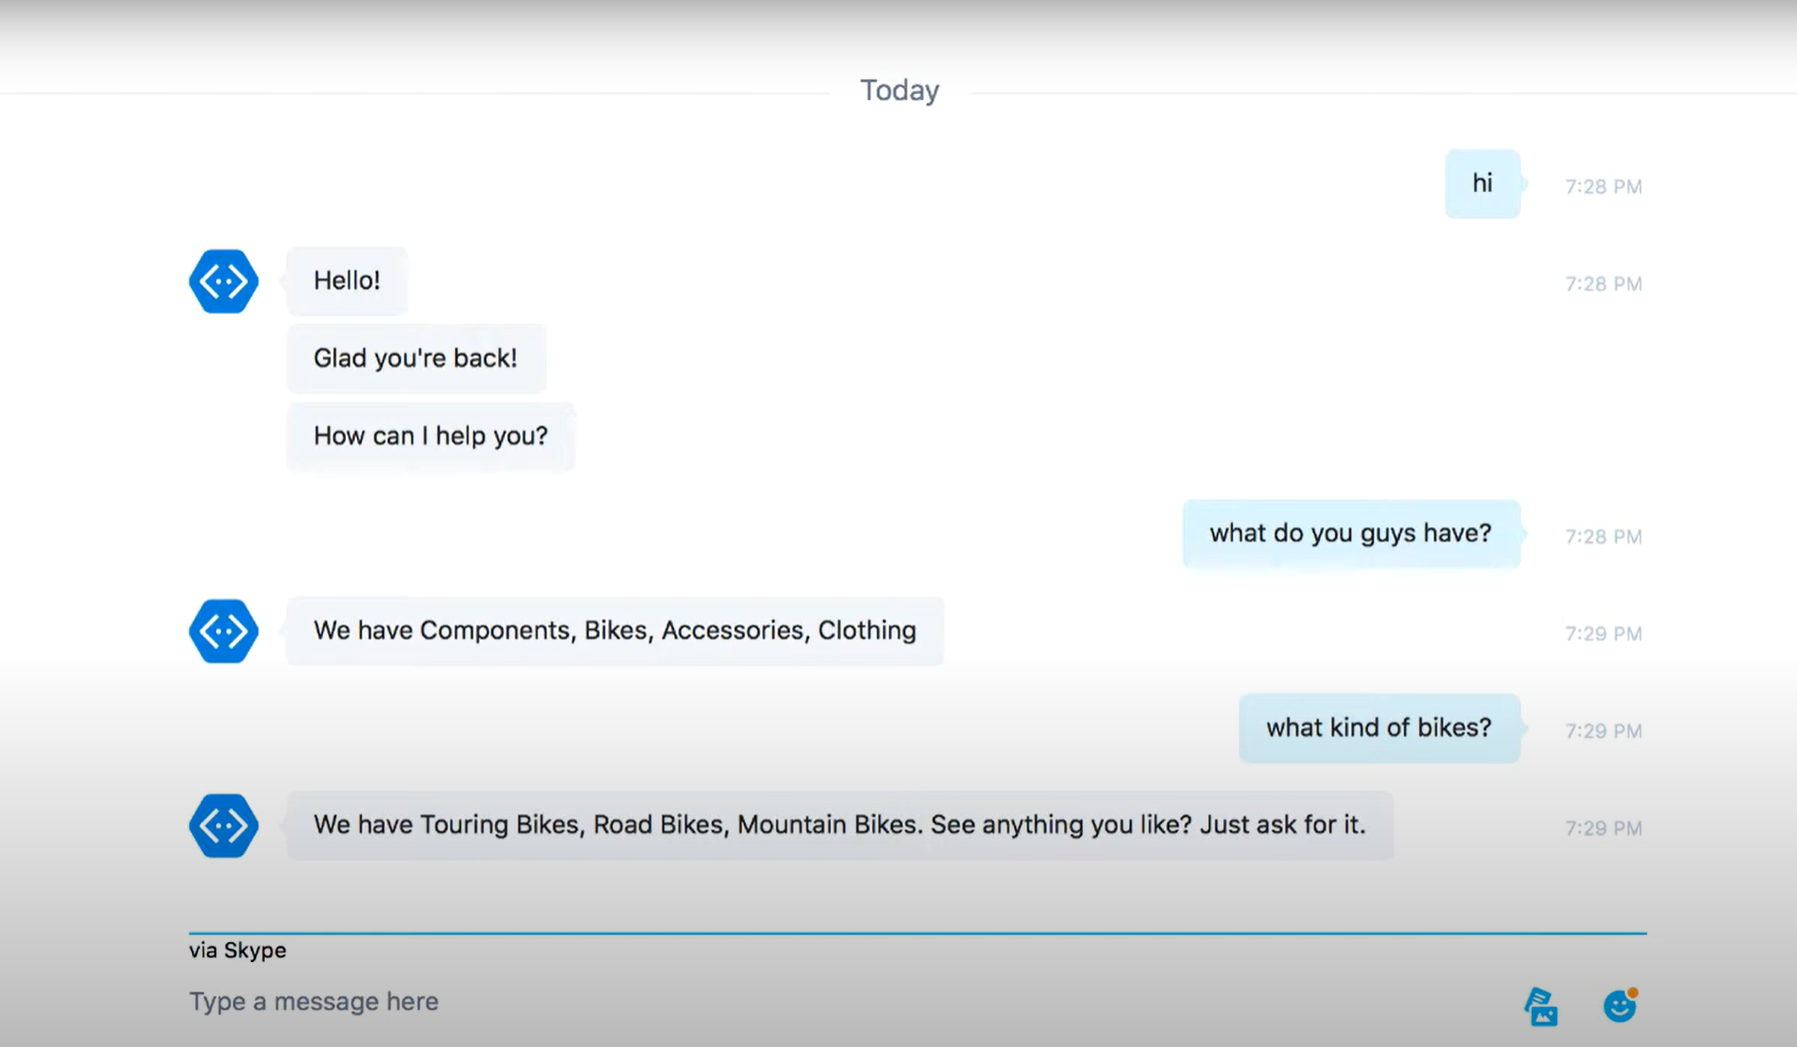 Today
hi
7:28 PM
Hello!
7:28 PM
Glad you're back!
How can I help you?
what do you guys have?
7:28 PM
We have Components, Bikes, Accessories, Clothing
7:29 PM
what kind of bikes?
7:29 PM
We have Touring Bikes, Road Bikes, Mountain Bikes. See anything you like? Just ask for it.
7:29 PM
via Skype
Type a message here